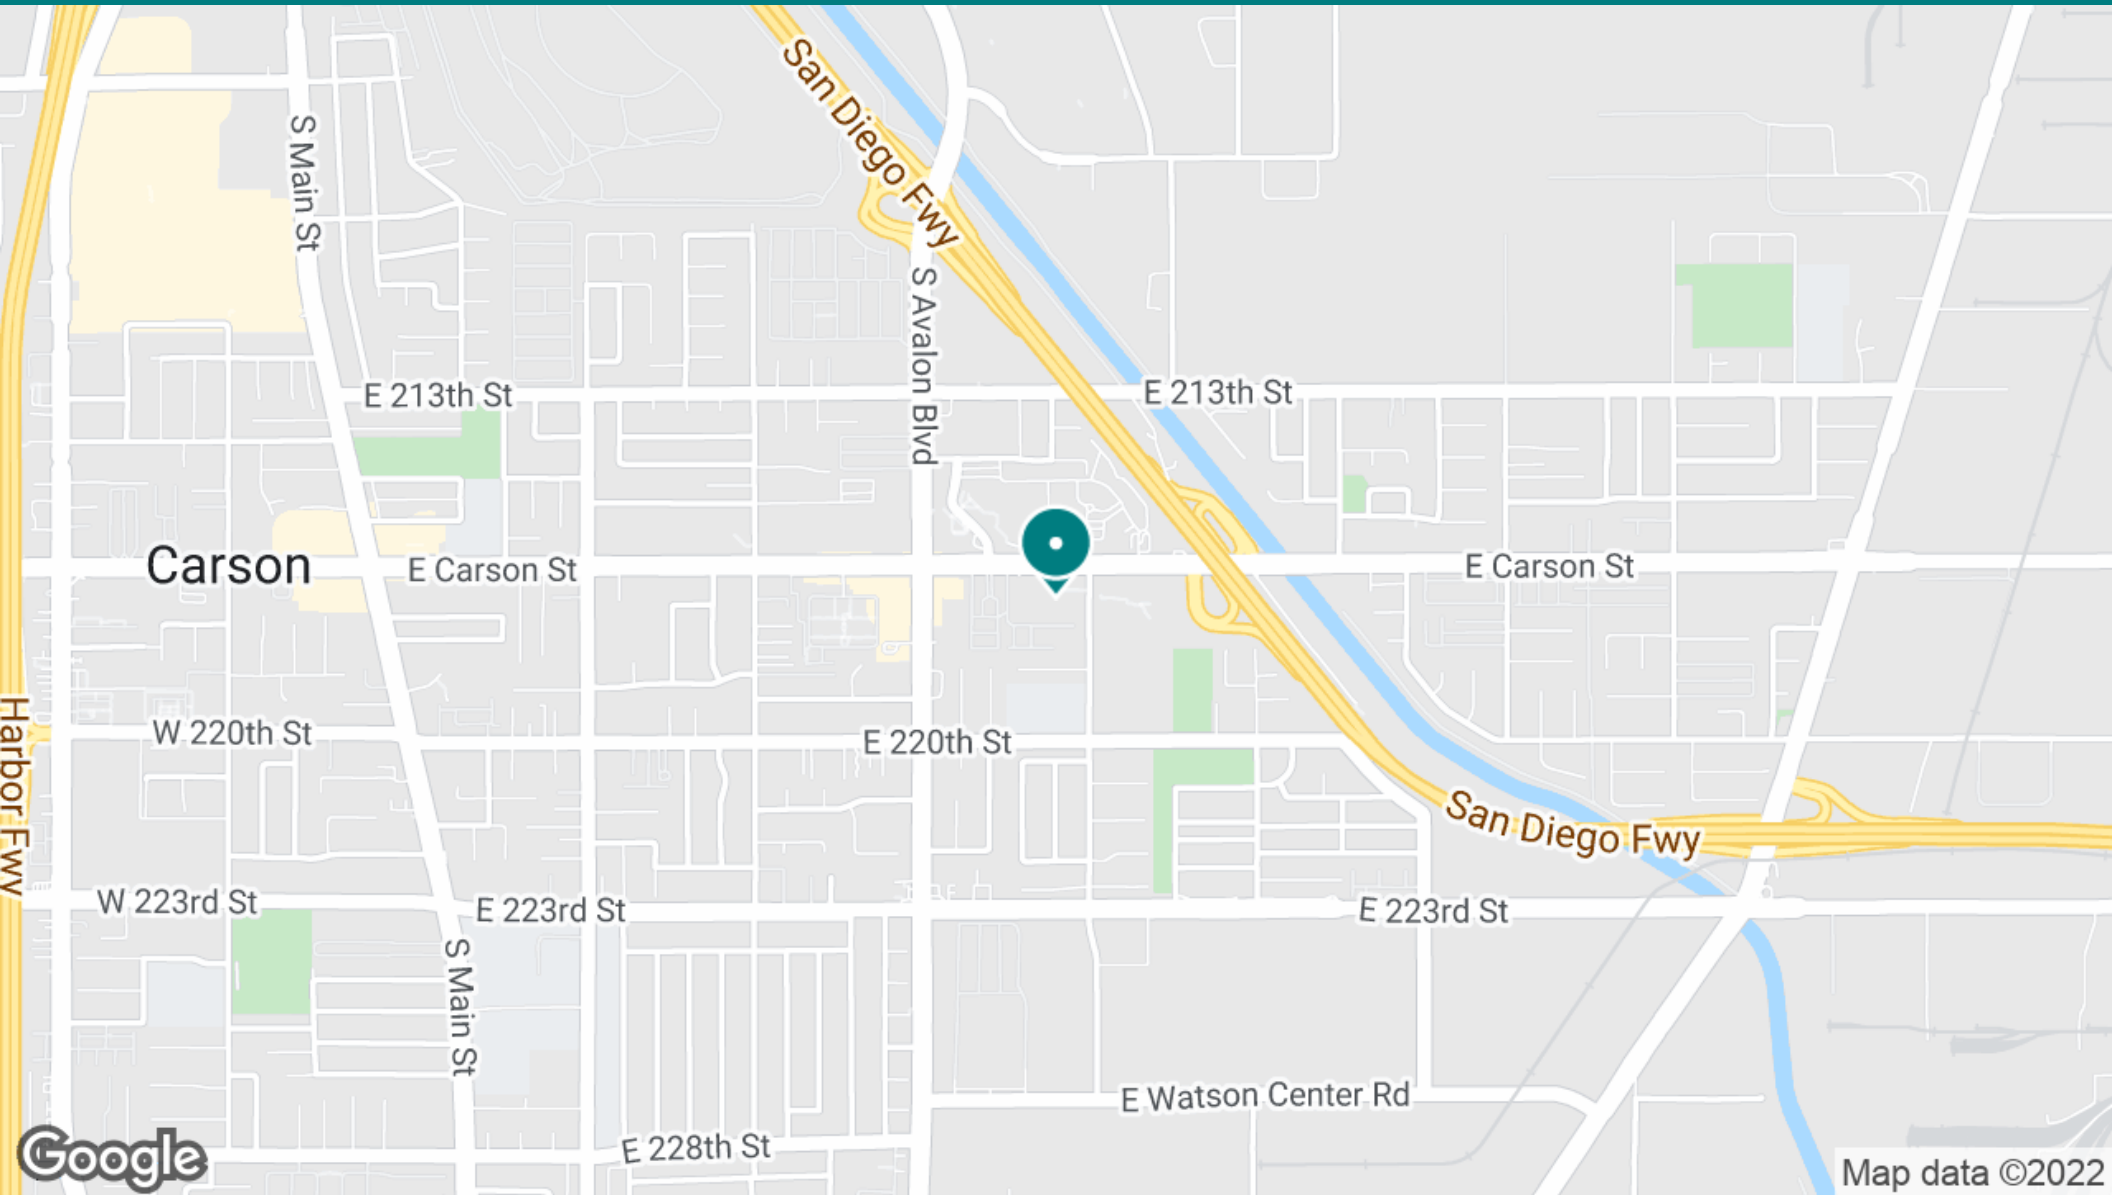 San Diego Fwy
S Main St
S Avalon Blvd
E 213th St
E 213th St
Carson
E Carson St
E Carson St
Harbor Fwy
W 220th St
E 220th St
San Diego Fwy
W 223rd St
E 223rd St
E 223rd St
S Main St
E Watson Center Rd
E 228th St
Google
Map data ©2022